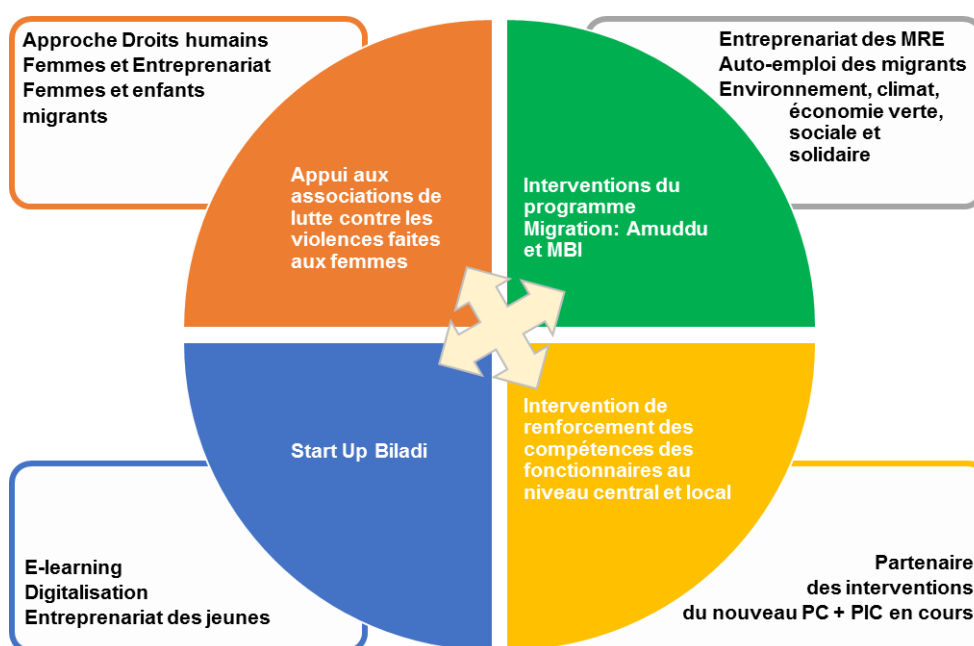 Approche Droits humains
Femmes et Entreprenariat
Femmes et enfants
migrants
Entreprenariat des MRE
Auto-emploi des migrants
Environnement, climat,
économie verte,
sociale et
solidaire
Appui aux
associations de
lutte contre les
violences faites
aux femmes
Interventions du
programme
Migration: Amuddu
et MBI
Start Up Biladi
Intervention de
renforcement des
compétences des
fonctionnaires au
niveau central et local
E-learning
Digitalisation
Entreprenariat des jeunes
Partenaire
des interventions
du nouveau PC + PIC en cours